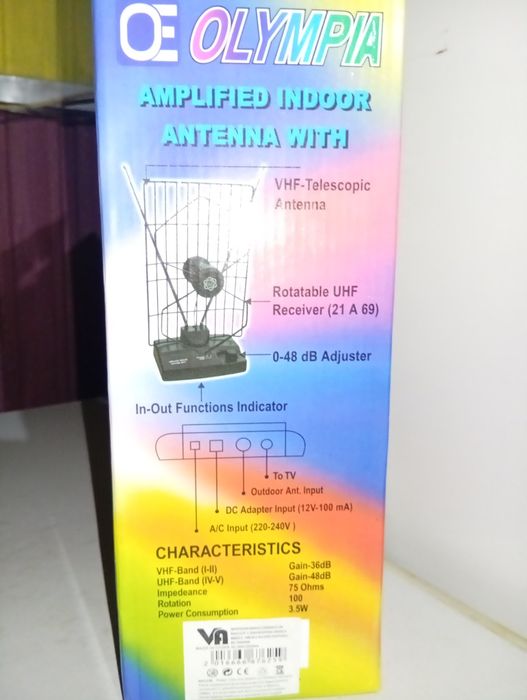 OE OLYMPIA
AMPLIFIED INDOOR
ANTENNA WITH
VHF-Telescopic
Antenna
Rotatable UHF
Receiver (21 A 69)
0-48 dB Adjuster
In-Out Functions Indicator
To TV
Outdoor Ant. Input
DC Adapter Input (12V-100 mA)
A/C Input (220-240V )
CHARACTERISTICS
VHF-Band (I-II) Gain-36dB
UHF-Band (IV-V) Gain-48dB
Impedeance 75 Ohms
Rotation 100
Power Consumption 3.5W
VA